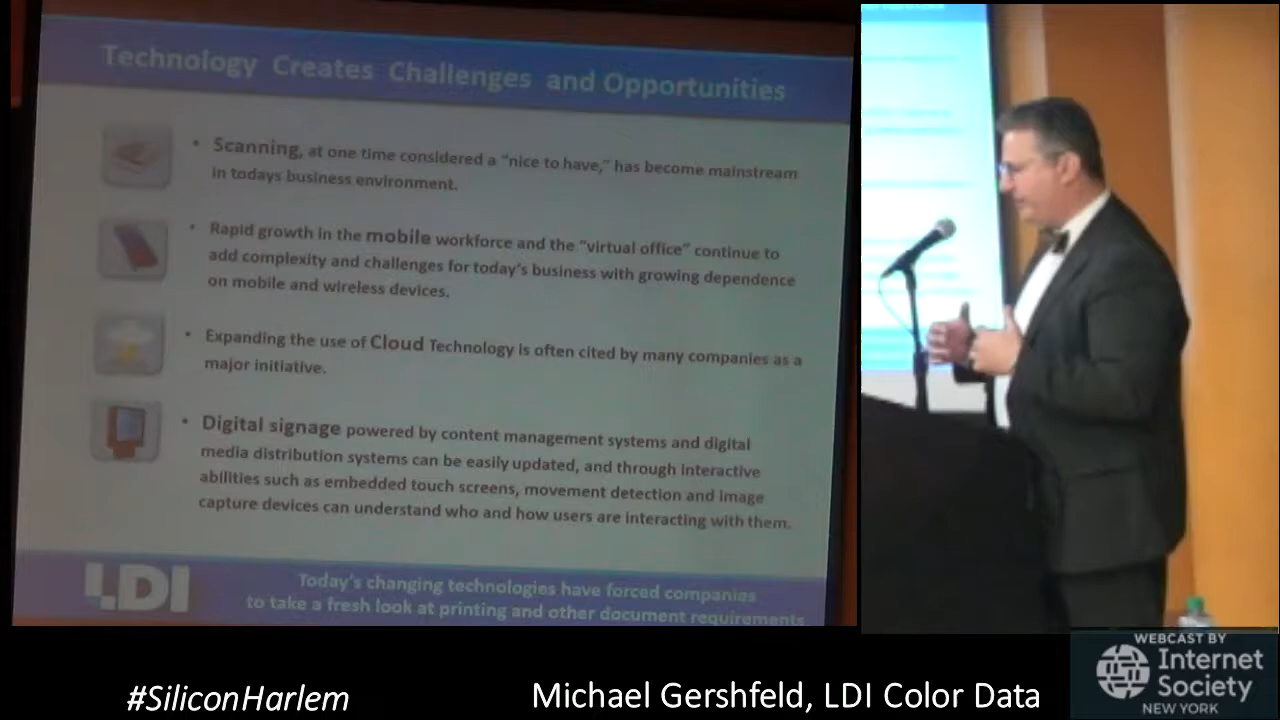 Technology Creates Challenges and Opportunities
• Scanning, at one time considered a "nice to have," has become mainstream
in todays business environment.
• Rapid growth in the mobile workforce and the "virtual office" continue to
add complexity and challenges for today's business with growing dependence
on mobile and wireless devices.
• Expanding the use of Cloud Technology is often cited by many companies as a
major initiative.
• Digital signage powered by content management systems and digital
media distribution systems can be easily updated, and through interactive
abilities such as embedded touch screens, movement detection and image
capture devices can understand who and how users are interacting with them.
LDI
Today's changing technologies have forced companies
to take a fresh look at printing and other document requirements
#SiliconHarlem
Michael Gershfeld, LDI Color Data
WEBCAST BY
Internet
Society
NEW YORK